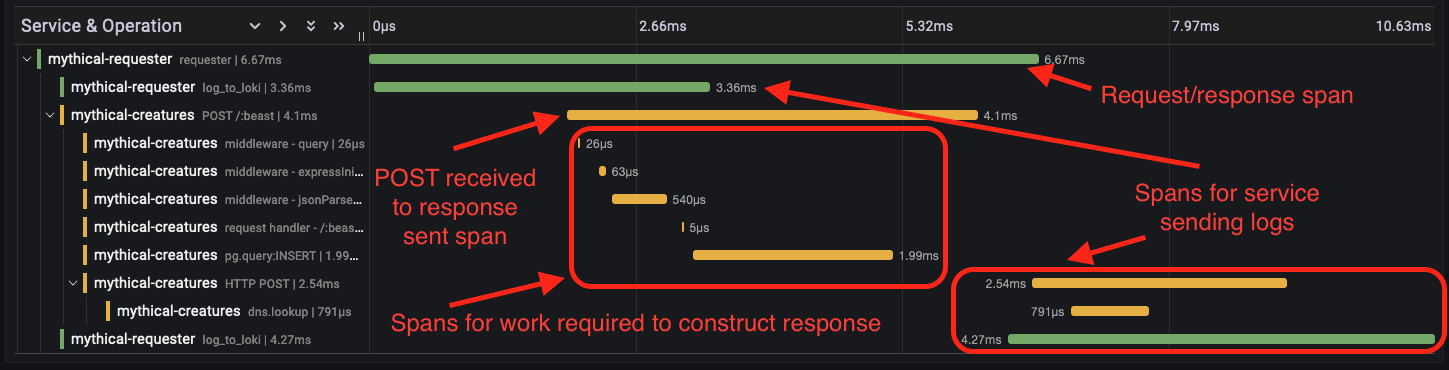 Service & Operation
0μs 2.66ms 5.32ms 7.97ms 10.63ms
mythical-requester requester | 6.67ms 6.67ms
mythical-requester log_to_loki | 3.36ms 3.36ms
Request/response span
mythical-creatures POST /:beast | 4.1ms 4.1ms
mythical-creatures middleware - query | 26μs 26μs
mythical-creatures middleware - expressIni... 63μs
mythical-creatures middleware - jsonParse... 540μs
mythical-creatures request handler - /:beas... 5μs
mythical-creatures pg.query:INSERT | 1.99... 1.99ms
POST received
to response
sent span
Spans for service
sending logs
mythical-creatures HTTP POST | 2.54ms 2.54ms
mythical-creatures dns.lookup | 791μs 791μs
Spans for work required to construct response
mythical-requester log_to_loki | 4.27ms 4.27ms